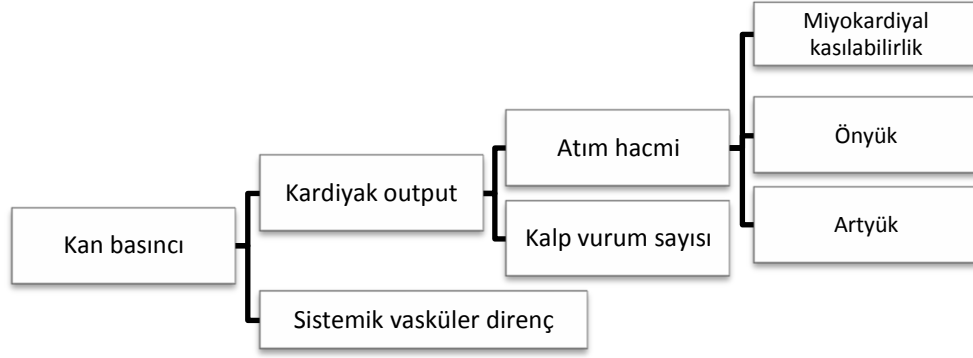 Miyokardiyal
kasılabilirlik
Atım hacmi
Önyük
Kardiyak output
Artyük
Kan basıncı
Kalp vurum sayısı
Sistemik vasküler direnç